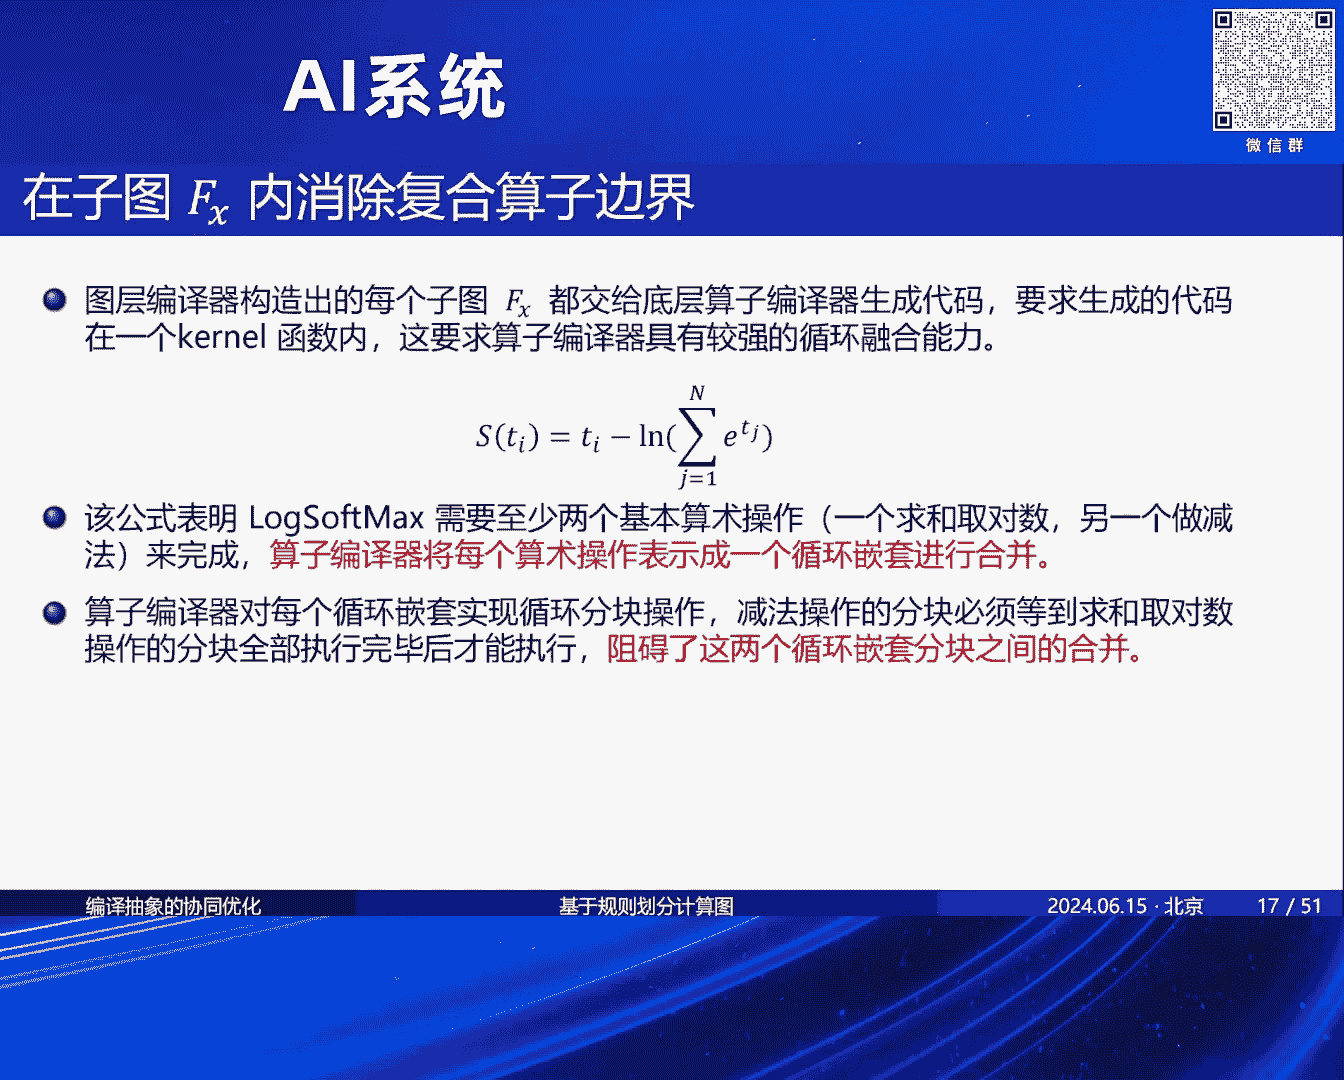 AI系统
微信群
在子图 Fx 内消除复合算子边界
图层编译器构造出的每个子图 Fx 都交给底层算子编译器生成代码，要求生成的代码
在一个kernel 函数内，这要求算子编译器具有较强的循环融合能力。
S(t_i) = t_i − ln(∑_{j=1}^{N} e^{t_j})
该公式表明 LogSoftMax 需要至少两个基本算术操作（一个求和取对数，另一个做减
法）来完成，算子编译器将每个算术操作表示成一个循环嵌套进行合并。
算子编译器对每个循环嵌套实现循环分块操作，减法操作的分块必须等到求和取对数
操作的分块全部执行完毕后才能执行，阻碍了这两个循环嵌套分块之间的合并。
编译抽象的协同优化 基于规则划分计算图 2024.06.15 · 北京 17 / 51